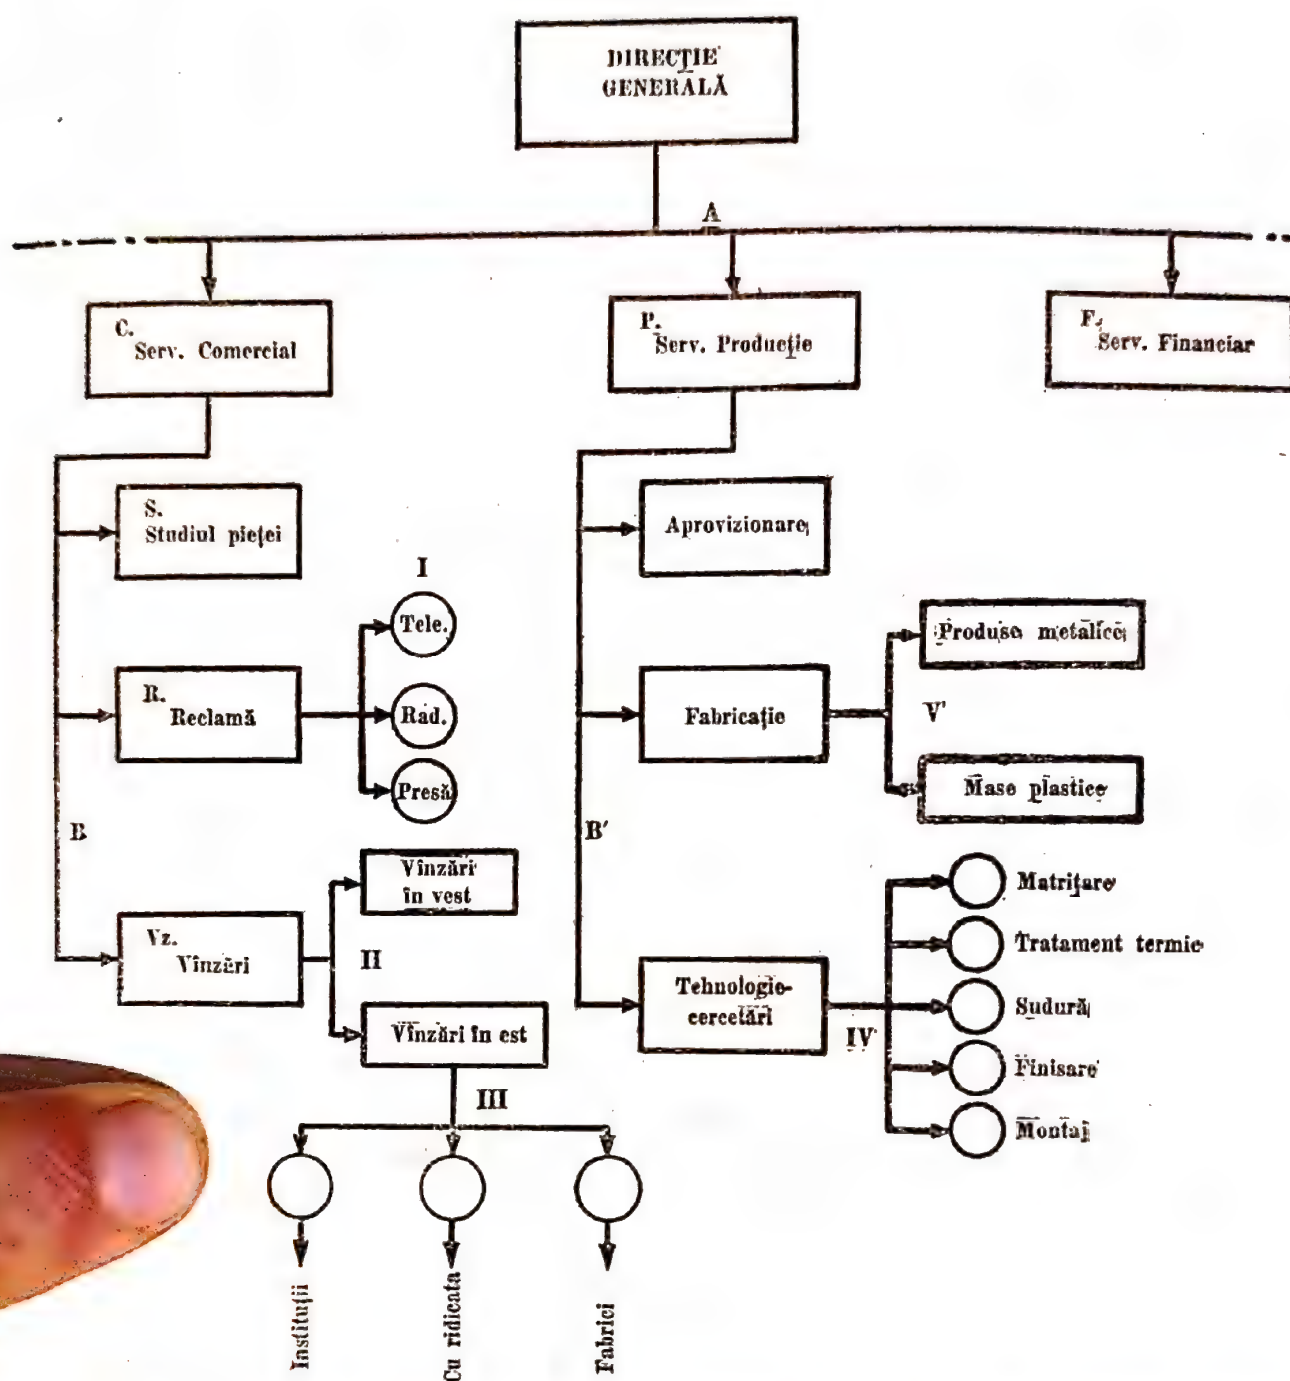 DIRECȚIE
GENERALĂ
A
C.
Serv. Comercial
P.
Serv. Producție
F.
Serv. Financiar
S.
Studiul pieței
Aprovizionare
I
Tele.
Produse metalice
R.
Reclamă
Rad.
Fabricație
V
Presă
Mase plastice
B
B′
Vînzări
în vest
Matrițare
Vz.
Vînzări
II
Tratament termic
Tehnologie-
cercetări
Sudură
Vînzări în est
IV
Finisare
III
Montaj
Instituții
Cu ridicata
Fabrici